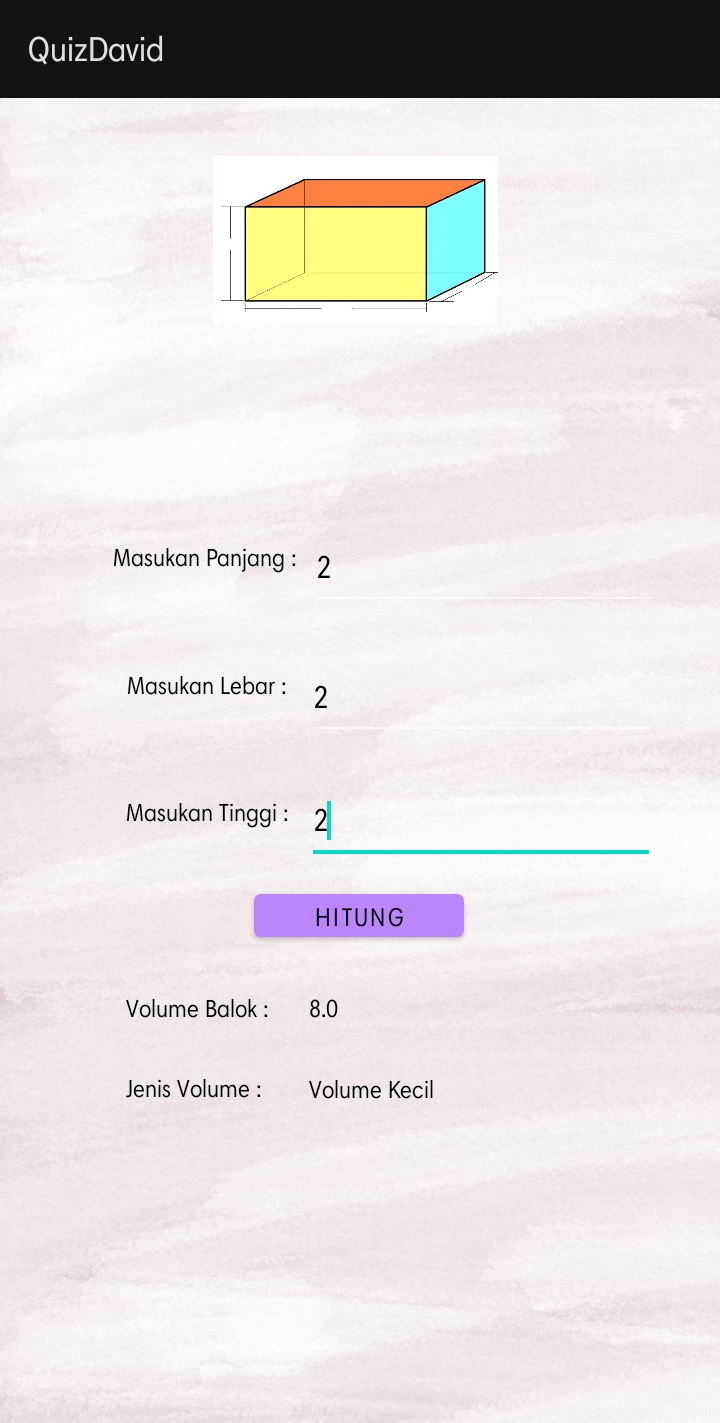 QuizDavid
Masukan Panjang : 2
Masukan Lebar : 2
Masukan Tinggi : 2
HITUNG
Volume Balok : 8.0
Jenis Volume : Volume Kecil